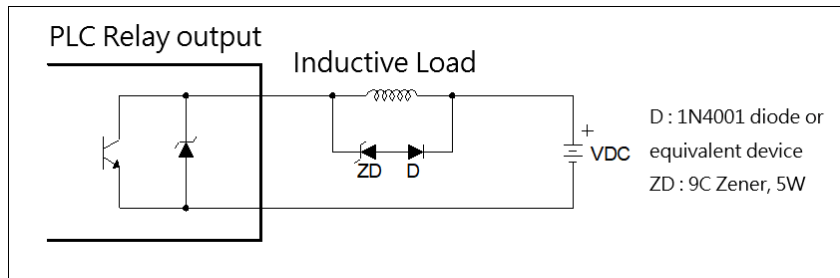 PLC Relay output
Inductive Load
ZD
D
+
VDC
D : 1N4001 diode or
equivalent device
ZD : 9C Zener, 5W